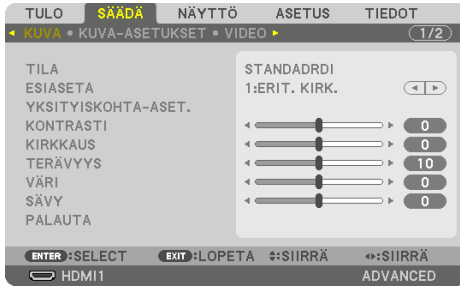 TULO SÄÄDÄ NÄYTTÖ ASETUS TIEDOT
KUVA • KUVA-ASETUKSET • VIDEO 1/2
TILA STANDADRDI
ESIASETA 1:ERIT. KIRK.
YKSITYISKOHTA-ASET.
KONTRASTI 0
KIRKKAUS 0
TERÄVYYS 10
VÄRI 0
SÄVY 0
PALAUTA
ENTER:SELECT EXIT:LOPETA :SIIRRÄ :SIIRRÄ
HDMI1 ADVANCED